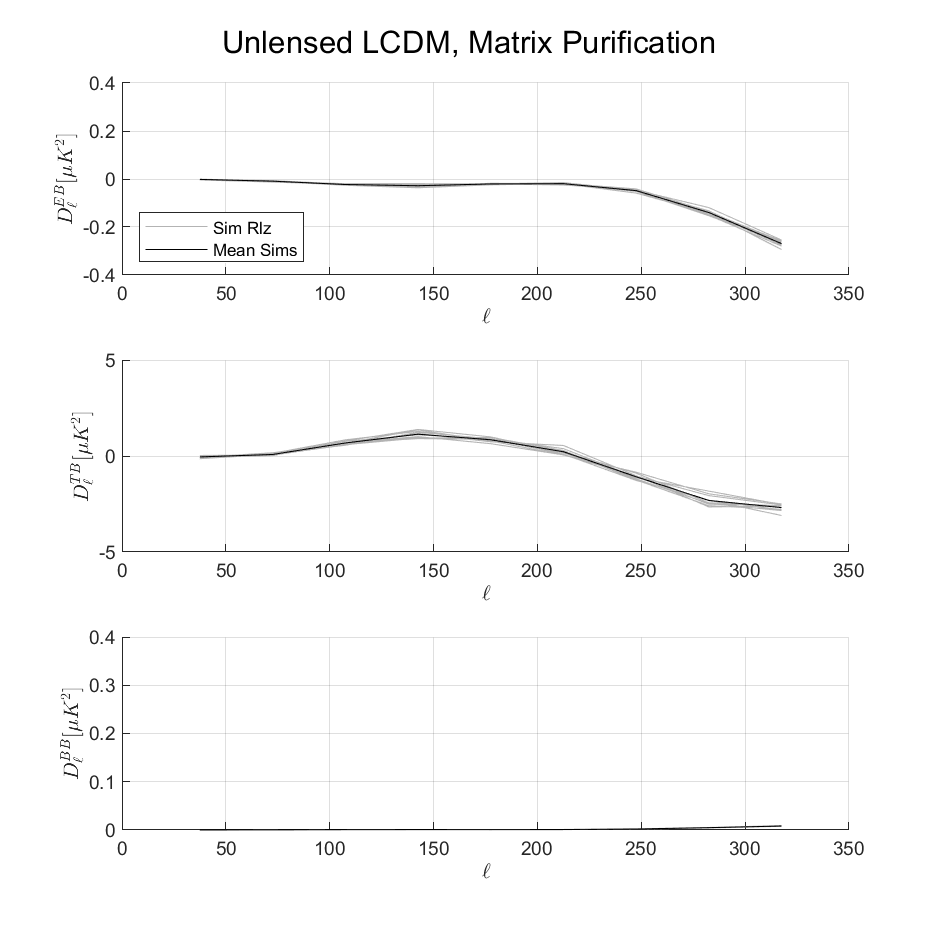 Unlensed LCDM, Matrix Purification
0.4
0.2
0
-0.2
-0.4
D_ℓ^{EB}[μK^2]
Sim Rlz
Mean Sims
0 50 100 150 200 250 300 350
ℓ
5
0
-5
D_ℓ^{TB}[μK^2]
0 50 100 150 200 250 300 350
ℓ
0.4
0.3
0.2
0.1
0
D_ℓ^{BB}[μK^2]
0 50 100 150 200 250 300 350
ℓ